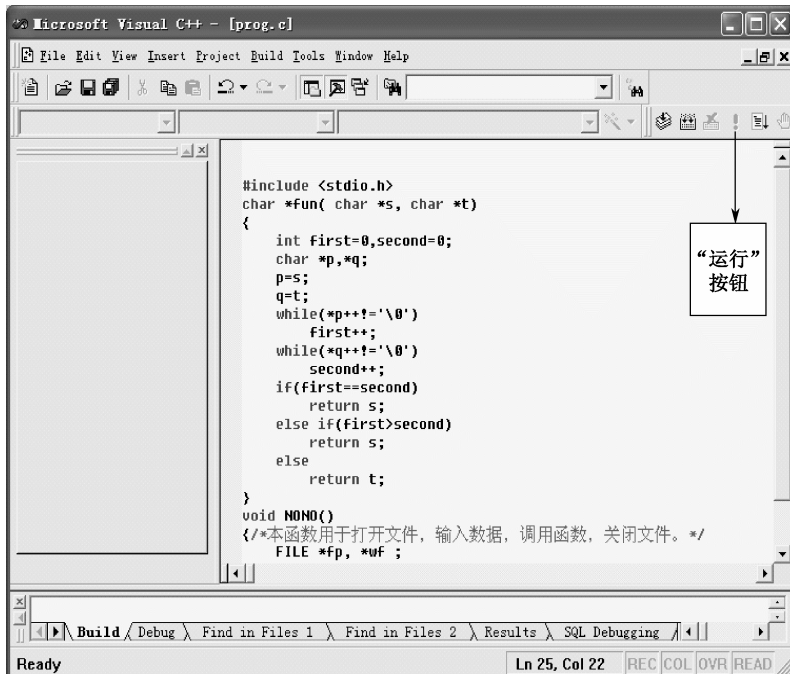 Microsoft Visual C++ - [prog.c]
File Edit View Insert Project Build Tools Window Help
#include <stdio.h>
char *fun( char *s, char *t)
{
    int first=0,second=0;
    char *p,*q;
    p=s;
    q=t;
    while(*p++!='\0')
        first++;
    while(*q++!='\0')
        second++;
    if(first==second)
        return s;
    else if(first>second)
        return s;
    else
        return t;
}
void NONO()
{/*本函数用于打开文件，输入数据，调用函数，关闭文件。*/
    FILE *fp, *wf ;
“运行”
按钮
Build Debug Find in Files 1 Find in Files 2 Results SQL Debugging
Ready Ln 25, Col 22 REC COL OVR READ